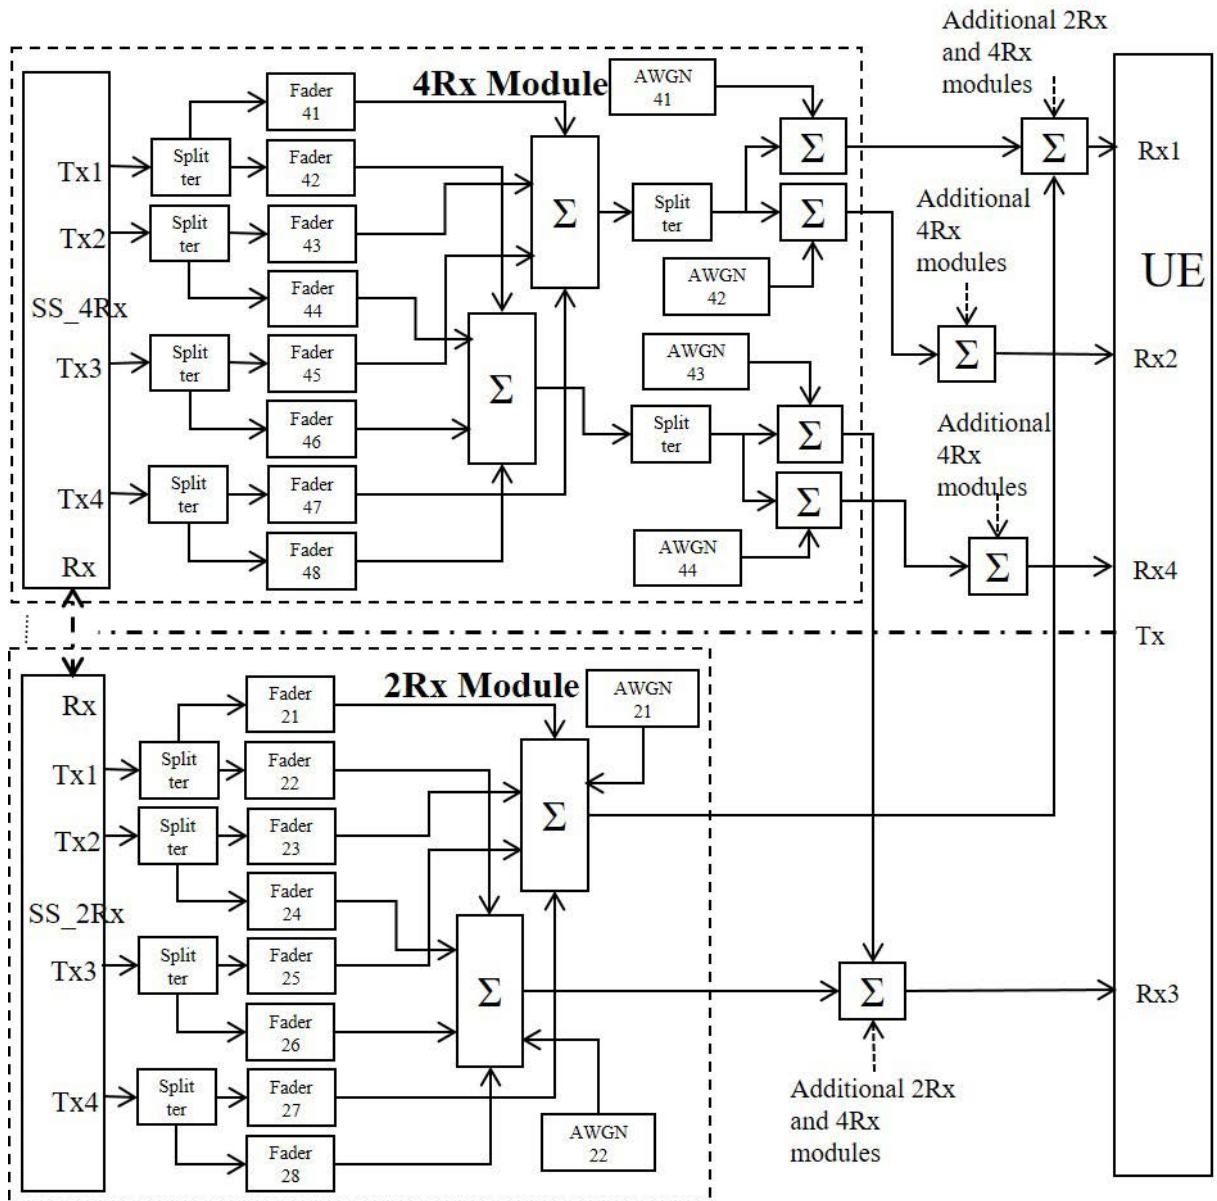 Additional 2Rx
and 4Rx
modules
4Rx Module
AWGN
41
Fader
41
Tx1
Split
ter
Fader
42
Σ
Σ
Σ
Rx1
Tx2
Split
ter
Fader
43
Σ
Split
ter
Σ
Additional
4Rx
modules
UE
AWGN
42
Fader
44
SS_4Rx
Tx3
Split
ter
Fader
45
Σ
AWGN
43
Σ
Rx2
Fader
46
Split
ter
Σ
Additional
4Rx
modules
Tx4
Split
ter
Fader
47
Σ
AWGN
44
Fader
48
Rx
Σ
Rx4
Tx
2Rx Module
AWGN
21
Rx
Fader
21
Tx1
Split
ter
Fader
22
Tx2
Split
ter
Fader
23
Σ
Fader
24
SS_2Rx
Tx3
Split
ter
Fader
25
Σ
Σ
Rx3
Fader
26
Tx4
Split
ter
Fader
27
Fader
28
AWGN
22
Additional 2Rx
and 4Rx
modules